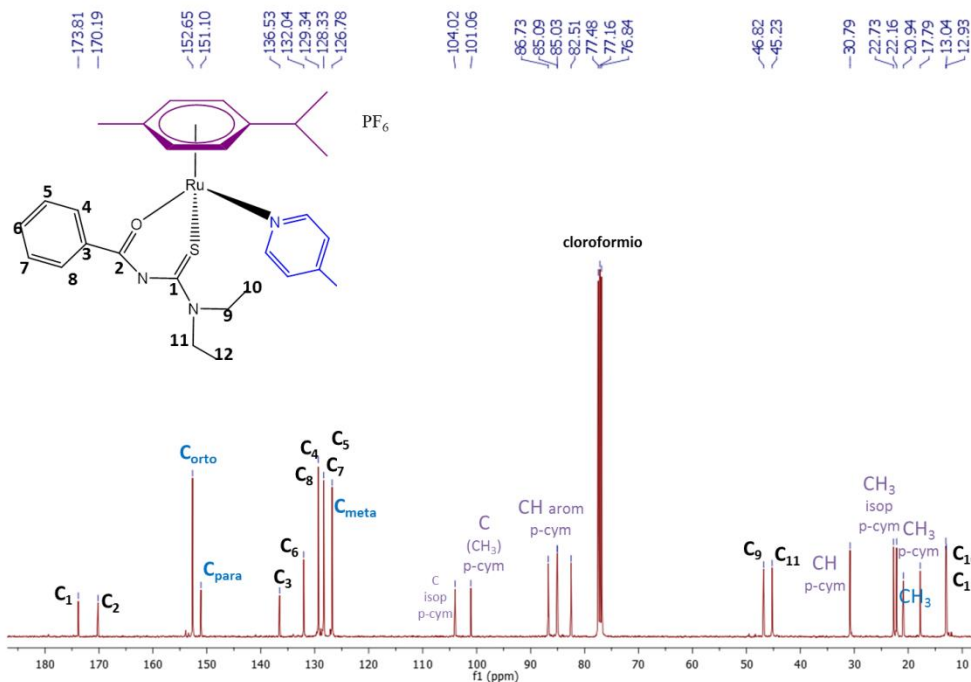 173.81
170.19
152.65
151.10
136.53
132.04
129.34
128.33
126.78
104.02
101.06
86.73
85.09
85.03
82.51
77.48
77.16
76.84
46.82
45.23
30.79
22.73
22.16
20.94
17.79
13.04
12.93
PF6
Ru
5
4
6
O
N
S
3
7
2
N
8
1
10
N
9
11
12
cloroformio
C1
C2
Corto
Cpara
C3
C6
C4
C8
C5
C7
Cmeta
C
isop
p-cym
C
(CH3)
p-cym
CH arom
p-cym
C9
C11
CH
p-cym
CH3
isop
p-cym
CH3
p-cym
CH3
C1
C1
180 170 160 150 140 130 120 110 100 90 80 70 60 50 40 30 20 10
f1 (ppm)